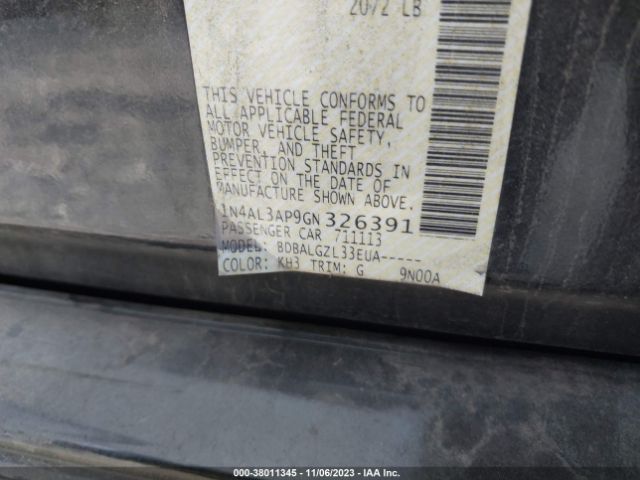 2072 LB
THIS VEHICLE CONFORMS TO
ALL APPLICABLE FEDERAL
MOTOR VEHICLE SAFETY,
BUMPER, AND THEFT
PREVENTION STANDARDS IN
EFFECT ON THE DATE OF
MANUFACTURE SHOWN ABOVE.
1N4AL3AP9GN326391
PASSENGER CAR 711113
MODEL: BDBALGZL33EUA-----
COLOR: KH3 TRIM: G 9N00A
000-38011345 - 11/06/2023 - IAA Inc.